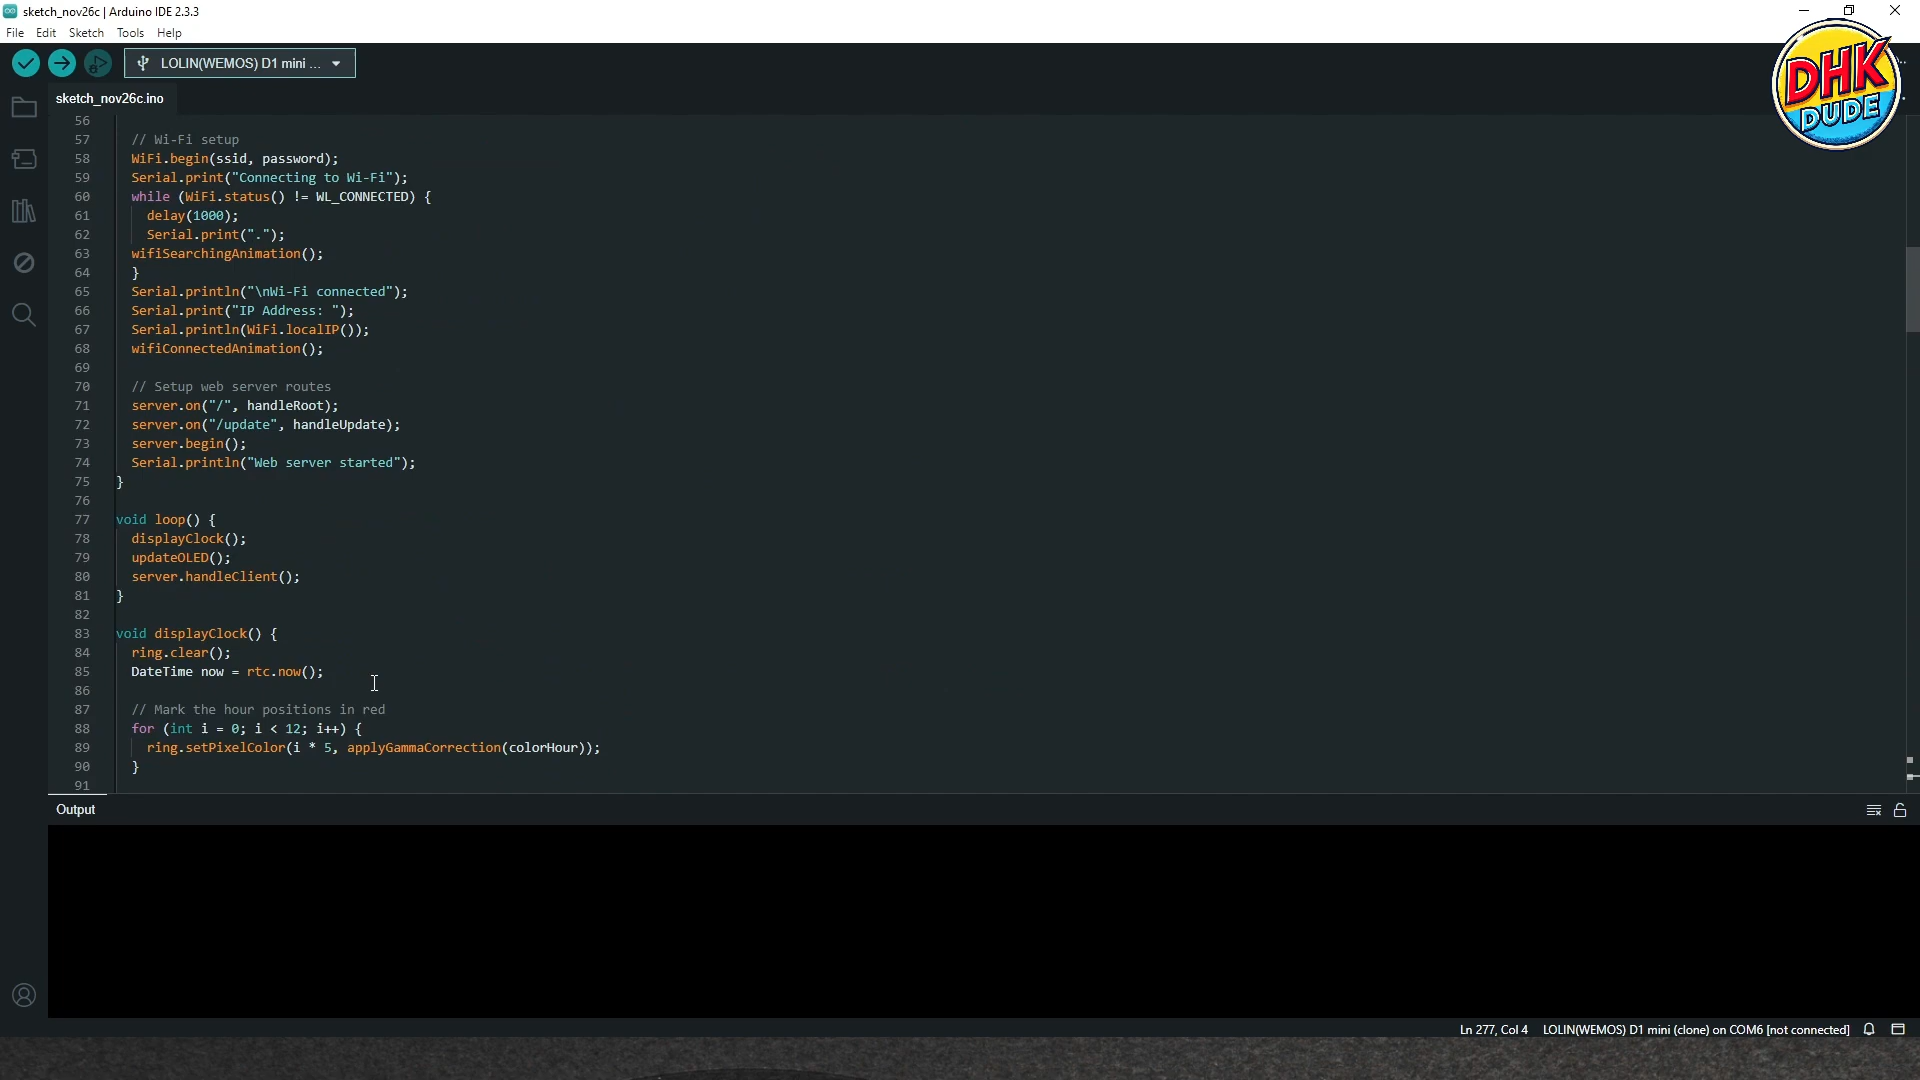 sketch_nov26c | Arduino IDE 2.3.3
File Edit Sketch Tools Help
LOLIN(WEMOS) D1 mini ...
DHK
DUDE
sketch_nov26c.ino
56
57 // Wi-Fi setup
58 WiFi.begin(ssid, password);
59 Serial.print("Connecting to Wi-Fi");
60 while (WiFi.status() != WL_CONNECTED) {
61 delay(1000);
62 Serial.print(".");
63 wifiSearchingAnimation();
64 }
65 Serial.println("\nWi-Fi connected");
66 Serial.print("IP Address: ");
67 Serial.println(WiFi.localIP());
68 wifiConnectedAnimation();
69
70 // Setup web server routes
71 server.on("/", handleRoot);
72 server.on("/update", handleUpdate);
73 server.begin();
74 Serial.println("Web server started");
75 }
76
77 void loop() {
78 displayClock();
79 updateOLED();
80 server.handleClient();
81 }
82
83 void displayClock() {
84 ring.clear();
85 DateTime now = rtc.now();
86
87 // Mark the hour positions in red
88 for (int i = 0; i < 12; i++) {
89 ring.setPixelColor(i * 5, applyGammaCorrection(colorHour));
90 }
91
Output
Ln 277, Col 4 LOLIN(WEMOS) D1 mini (clone) on COM6 [not connected]